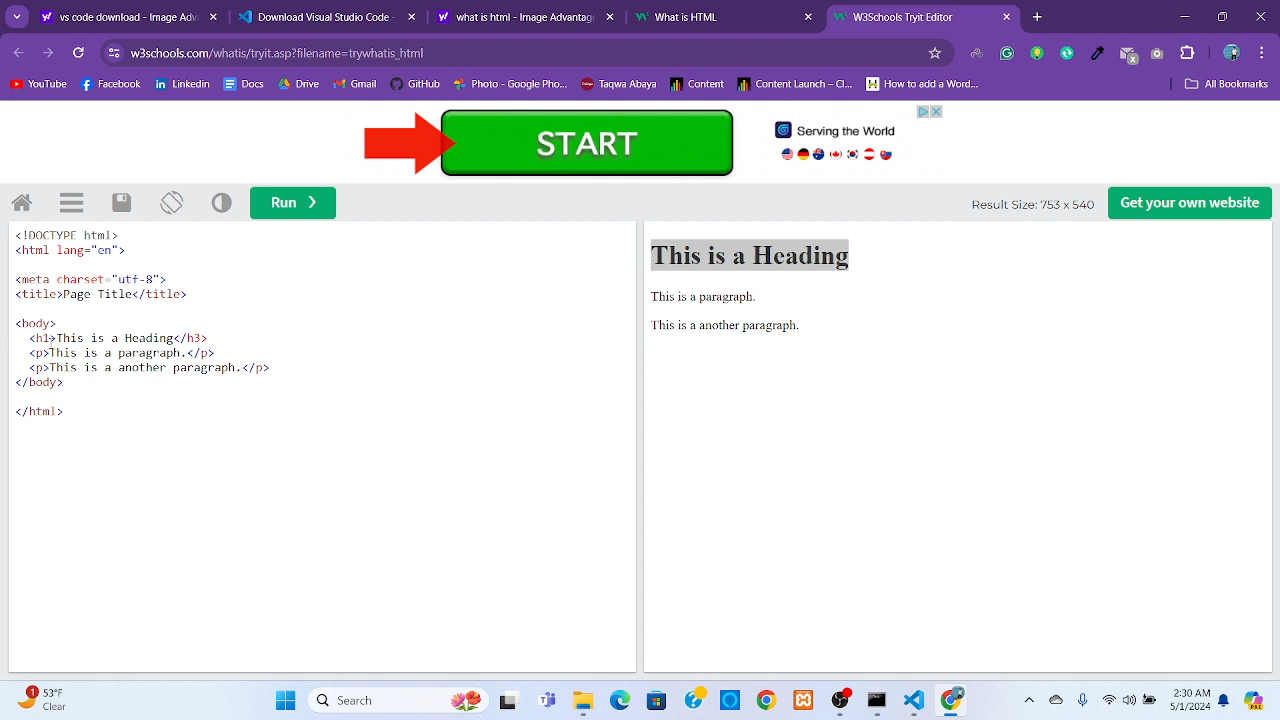 vs code download - Image Adv
Download Visual Studio Code -
what is html - Image Advantag
What is HTML
W3Schools Tryit Editor
w3schools.com/whatis/tryit.asp?filename=trywhatis_html
YouTube
Facebook
Linkedin
Docs
Drive
Gmail
GitHub
Photo - Google Pho...
Taqwa Abaya
Content
Content Launch – Cl...
How to add a Wor...
All Bookmarks
START
Serving the World
Run ❯
Result Size: 753 x 540
Get your own website
<!DOCTYPE html>
<html lang="en">
<meta charset="utf-8">
<title>Page Title</title>
<body>
<h1>This is a Heading</h3>
<p>This is a paragraph.</p>
<p>This is a another paragraph.</p>
</body>
</html>
This is a Heading
This is a paragraph.
This is a another paragraph.
1
53°F
Clear
Search
2:30 AM
5/1/2024